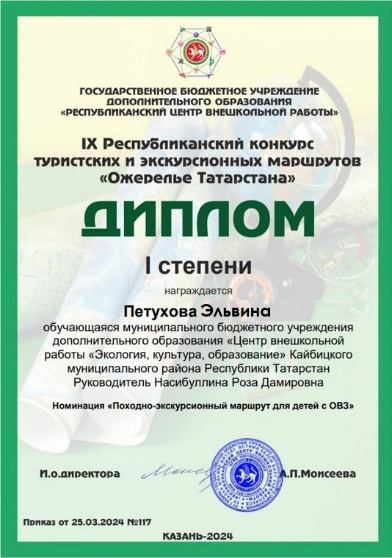 ГОСУДАРСТВЕННОЕ БЮДЖЕТНОЕ УЧРЕЖДЕНИЕ
ДОПОЛНИТЕЛЬНОГО ОБРАЗОВАНИЯ
«РЕСПУБЛИКАНСКИЙ ЦЕНТР ВНЕШКОЛЬНОЙ РАБОТЫ»
IX Республиканский конкурс
туристских и экскурсионных маршрутов
«Ожерелье Татарстана»
ДИПЛОМ
I степени
награждается
Петухова Эльвина
обучающаяся муниципального бюджетного учреждения
дополнительного образования «Центр внешкольной
работы «Экология, культура, образование» Кайбицкого
муниципального района Республики Татарстан
Руководитель Насибуллина Роза Дамировна
Номинация «Походно-экскурсионный маршрут для детей с ОВЗ»
И.о.директора А.П.Моисеева
Приказ от 25.03.2024 №117
КАЗАНЬ-2024